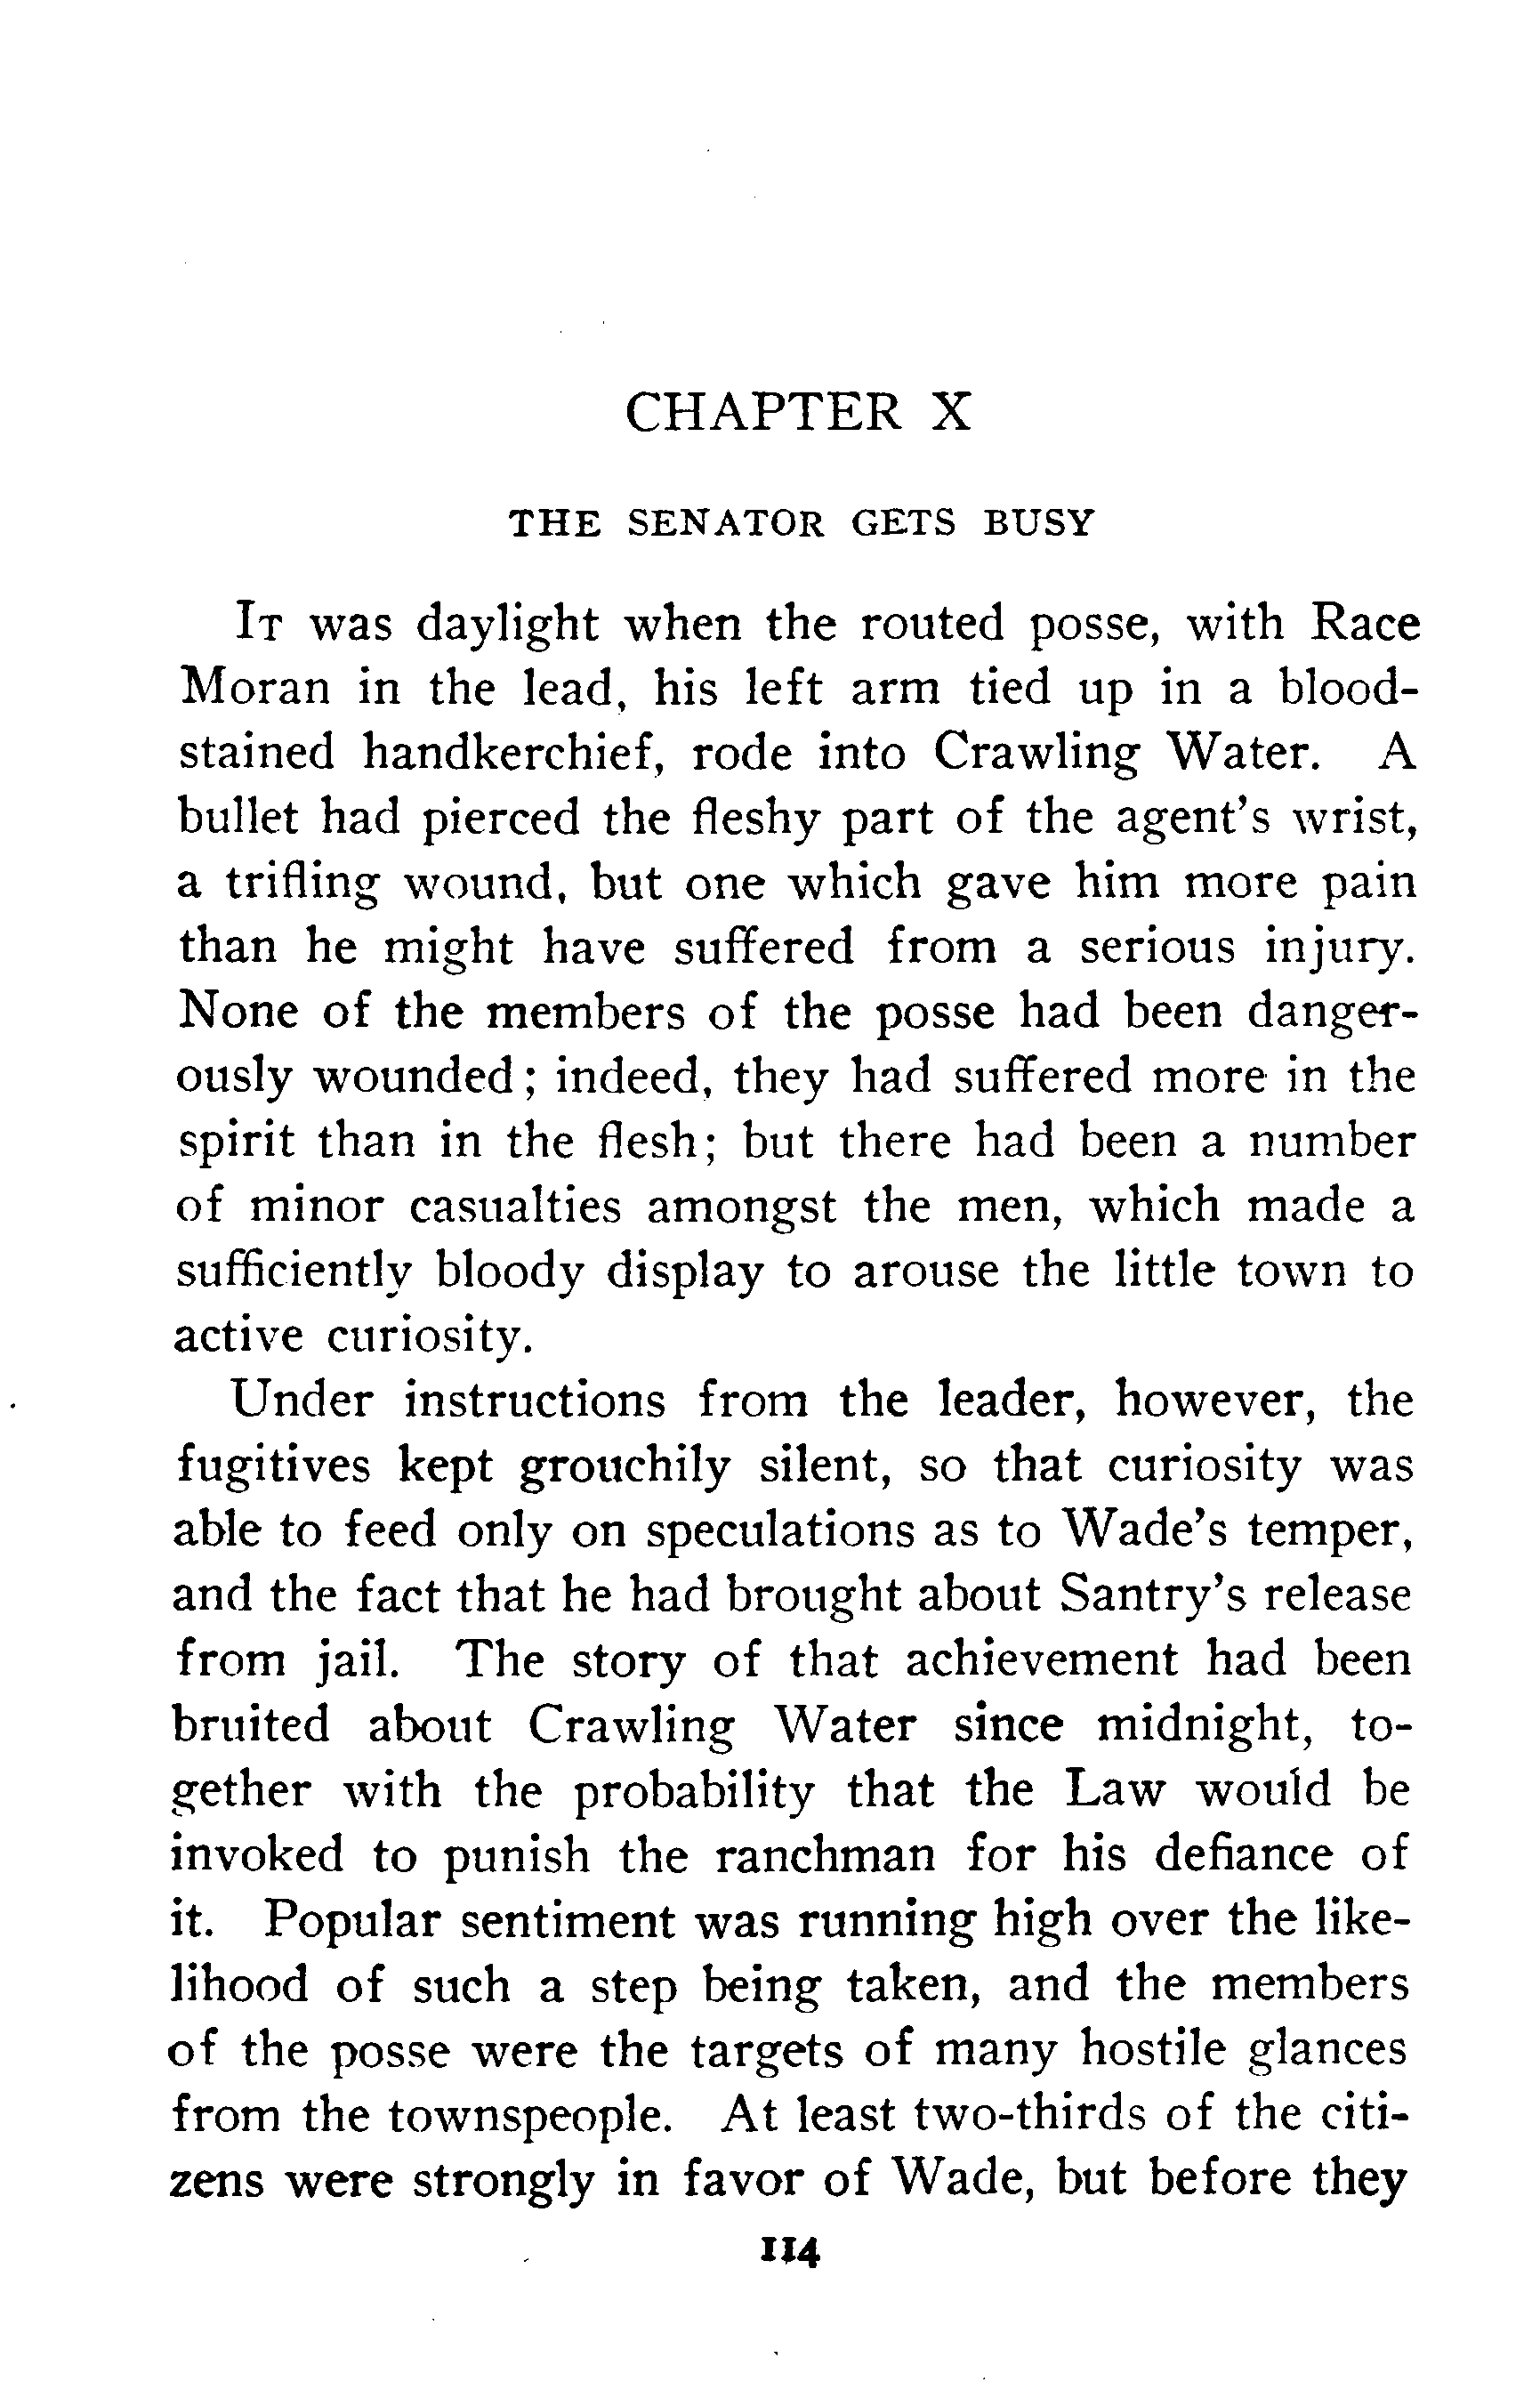 CHAPTER X
THE SENATOR GETS BUSY
It was daylight when the routed posse, with Race
Moran in the lead, his left arm tied up in a blood-
stained handkerchief, rode into Crawling Water. A
bullet had pierced the fleshy part of the agent's wrist,
a trifling wound, but one which gave him more pain
than he might have suffered from a serious injury.
None of the members of the posse had been danger-
ously wounded; indeed, they had suffered more in the
spirit than in the flesh; but there had been a number
of minor casualties amongst the men, which made a
sufficiently bloody display to arouse the little town to
active curiosity.
Under instructions from the leader, however, the
fugitives kept grouchily silent, so that curiosity was
able to feed only on speculations as to Wade's temper,
and the fact that he had brought about Santry's release
from jail. The story of that achievement had been
bruited about Crawling Water since midnight, to-
gether with the probability that the Law would be
invoked to punish the ranchman for his defiance of
it. Popular sentiment was running high over the like-
lihood of such a step being taken, and the members
of the posse were the targets of many hostile glances
from the townspeople. At least two-thirds of the citi-
zens were strongly in favor of Wade, but before they
114